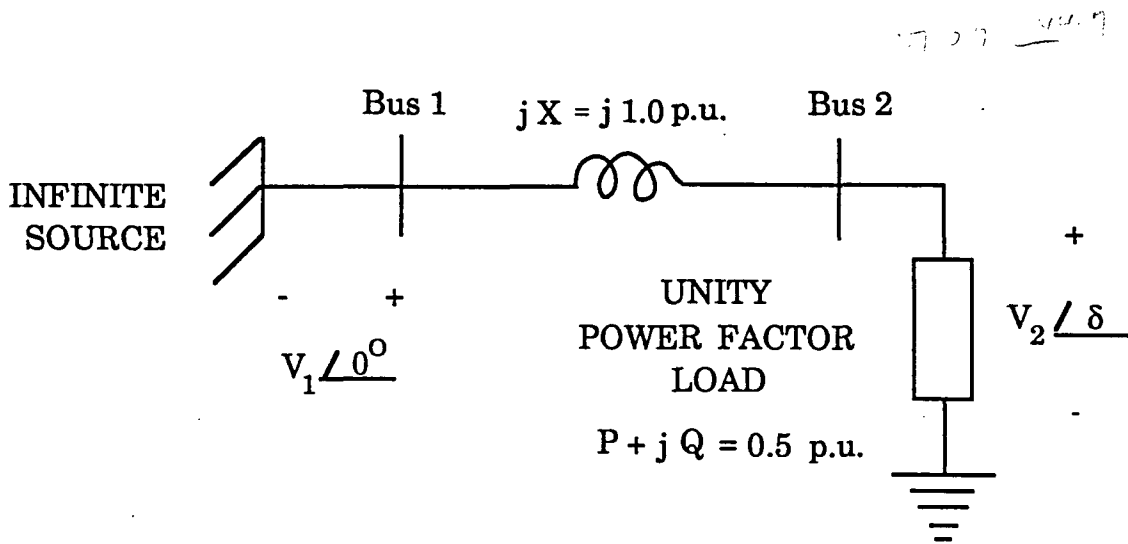 Bus 1
j X = j 1.0 p.u.
Bus 2
INFINITE
SOURCE
- +
V₁ ∠0°
UNITY
POWER FACTOR
LOAD
P + j Q = 0.5 p.u.
+
V₂ ∠δ
-